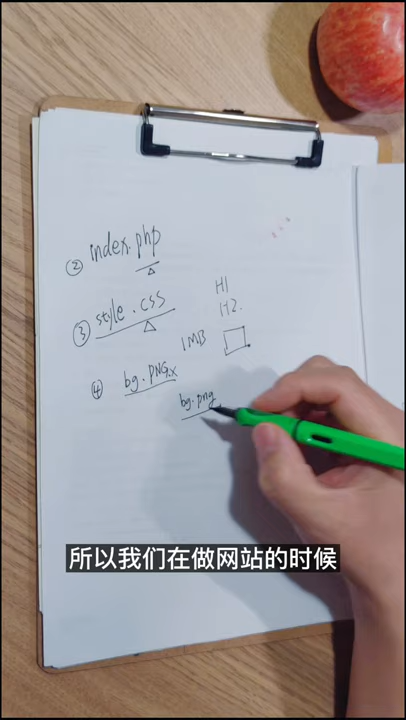 ② index.php
③ style.css
H1
H2.
1MB
④ bg.PNG.x
bg.png
所以我们在做网站的时候